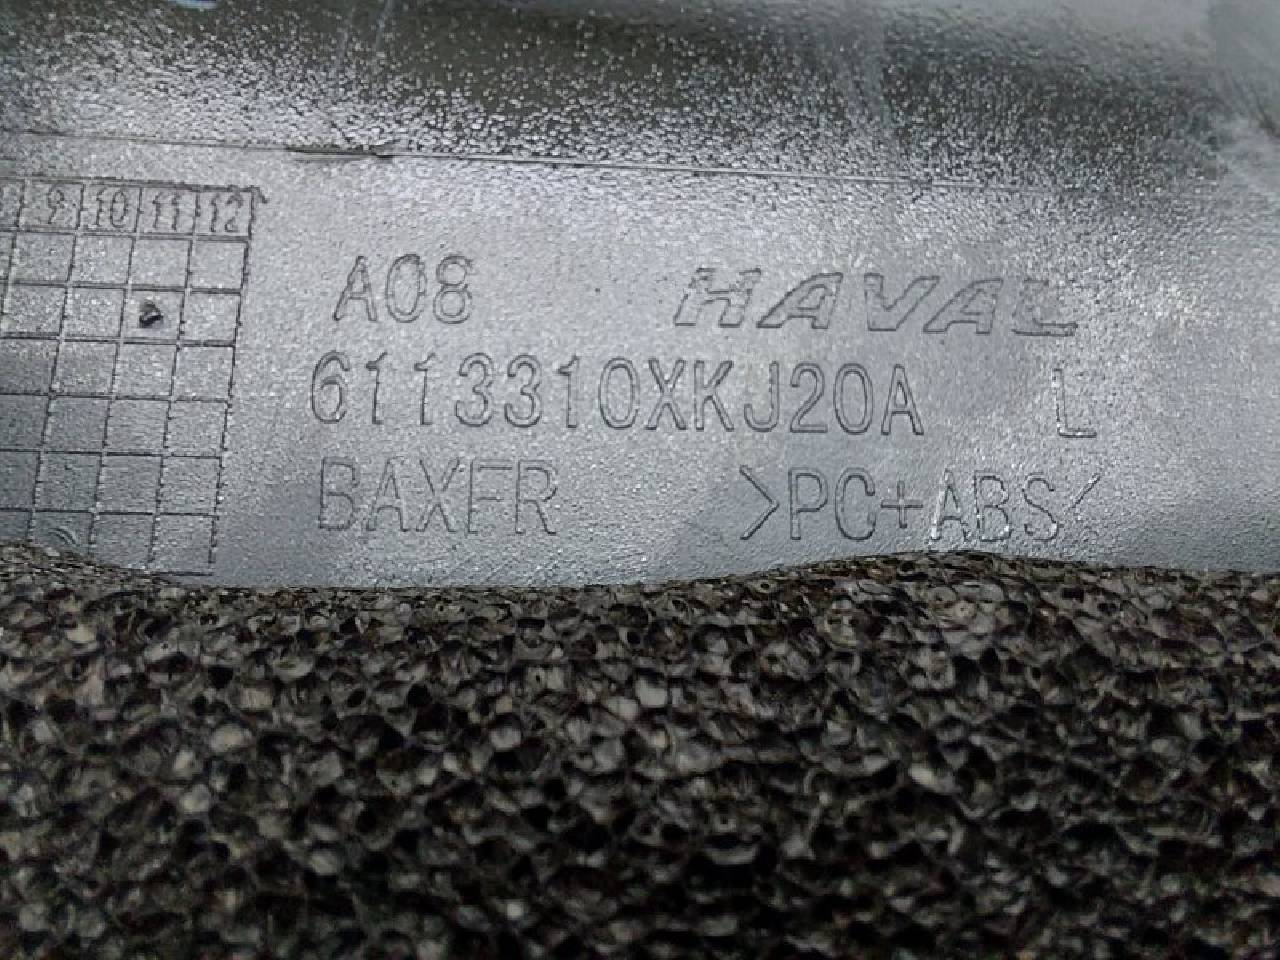 9 10 11 12
A08 HAVAL
6113310XKJ20A L
BAXFR >PC+ABS<